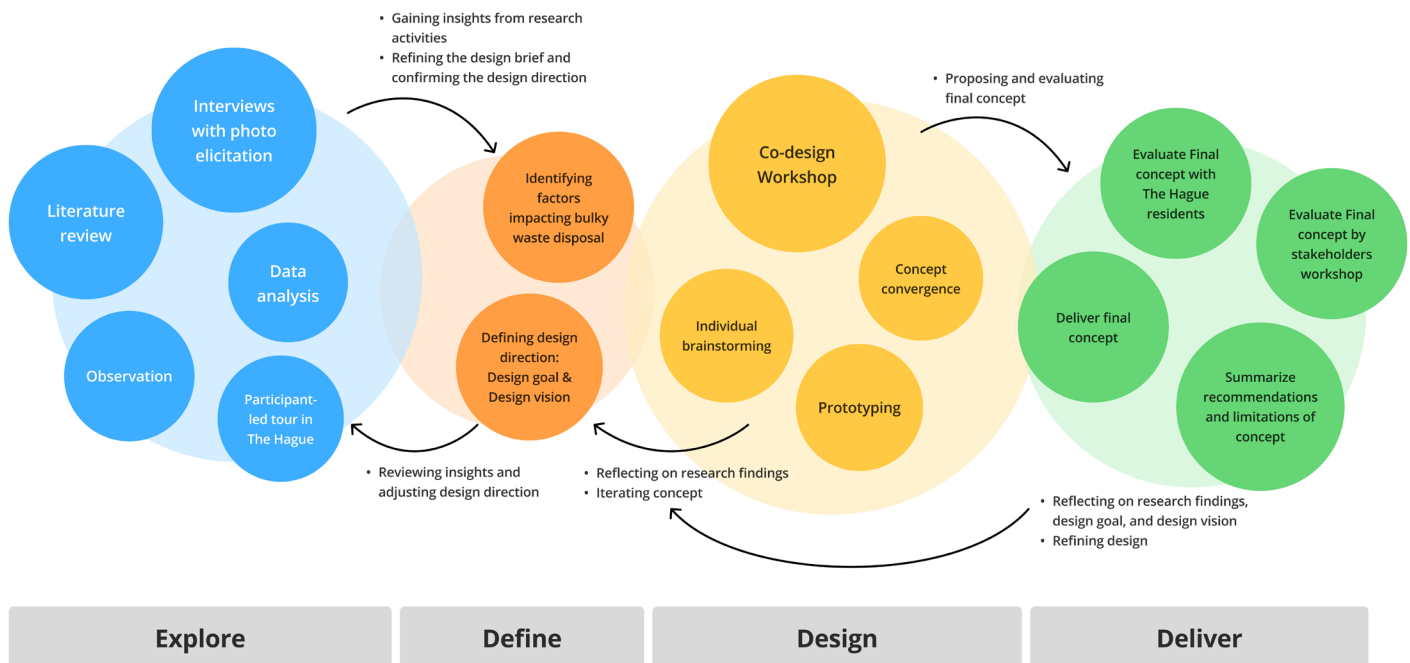 • Gaining insights from research
activities
• Refining the design brief and
confirming the design direction
Interviews
with photo
elicitation
Literature
review
Data
analysis
Observation
Participant-
led tour in
The Hague
Identifying
factors
impacting bulky
waste disposal
Defining design
direction:
Design goal &
Design vision
• Reviewing insights and
adjusting design direction
Co-design
Workshop
Concept
convergence
Individual
brainstorming
Prototyping
• Reflecting on research findings
• Iterating concept
• Proposing and evaluating
final concept
Evaluate Final
concept with
The Hague
residents
Evaluate Final
concept by
stakeholders
workshop
Deliver final
concept
Summarize
recommendations
and limitations of
concept
• Reflecting on research findings,
design goal, and design vision
• Refining design
Explore
Define
Design
Deliver